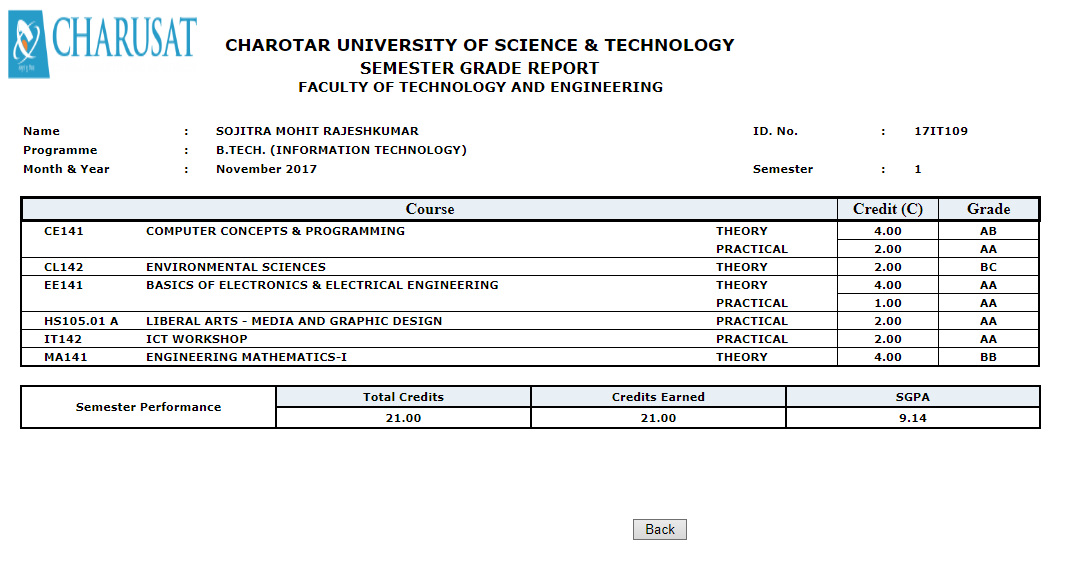 CHARUSAT
CHAROTAR UNIVERSITY OF SCIENCE & TECHNOLOGY
SEMESTER GRADE REPORT
FACULTY OF TECHNOLOGY AND ENGINEERING
Name : SOJITRA MOHIT RAJESHKUMAR ID. No. : 17IT109
Programme : B.TECH. (INFORMATION TECHNOLOGY)
Month & Year : November 2017 Semester : 1
Course Credit (C) Grade
CE141 COMPUTER CONCEPTS & PROGRAMMING THEORY 4.00 AB
PRACTICAL 2.00 AA
CL142 ENVIRONMENTAL SCIENCES THEORY 2.00 BC
EE141 BASICS OF ELECTRONICS & ELECTRICAL ENGINEERING THEORY 4.00 AA
PRACTICAL 1.00 AA
HS105.01 A LIBERAL ARTS - MEDIA AND GRAPHIC DESIGN PRACTICAL 2.00 AA
IT142 ICT WORKSHOP PRACTICAL 2.00 AA
MA141 ENGINEERING MATHEMATICS-I THEORY 4.00 BB
Semester Performance
Total Credits Credits Earned SGPA
21.00 21.00 9.14
Back